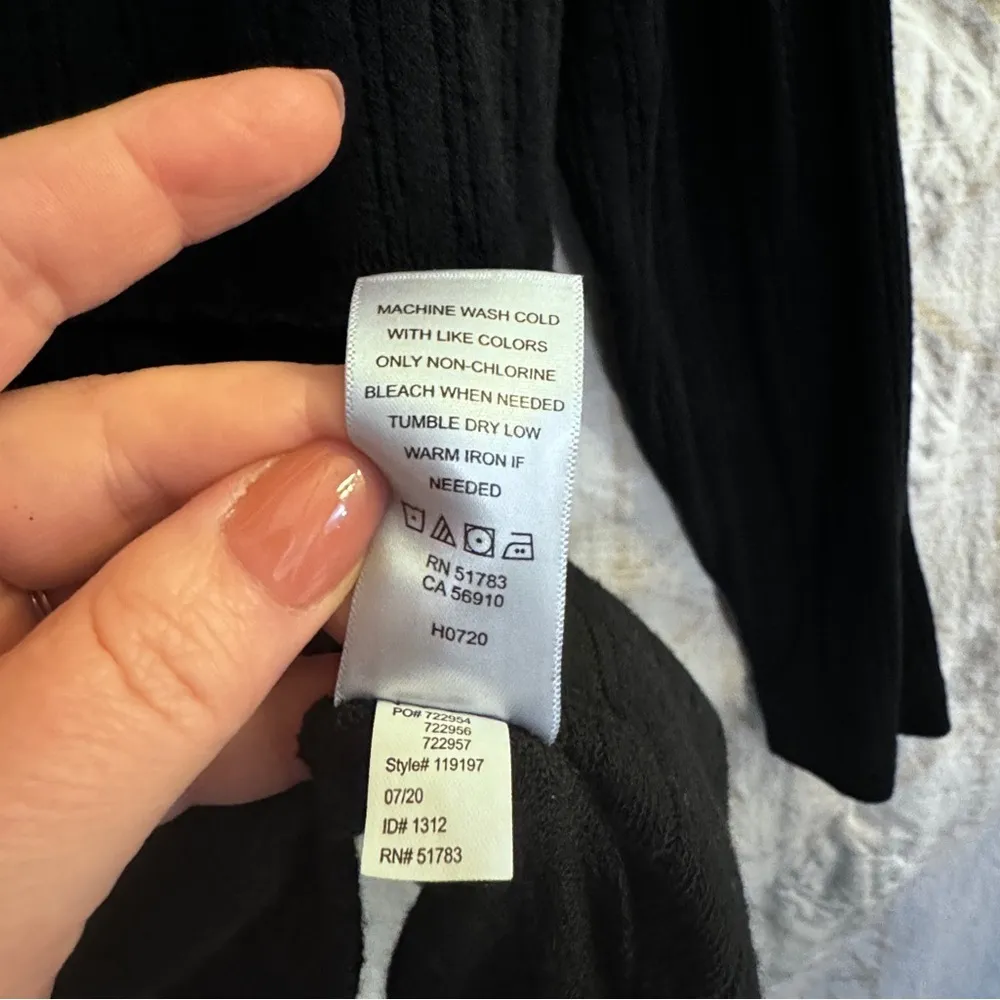 MACHINE WASH COLD
WITH LIKE COLORS
ONLY NON-CHLORINE
BLEACH WHEN NEEDED
TUMBLE DRY LOW
WARM IRON IF
NEEDED
RN 51783
CA 56910
H0720
PO# 722954
722956
722957
Style# 119197
07/20
ID# 1312
RN# 51783